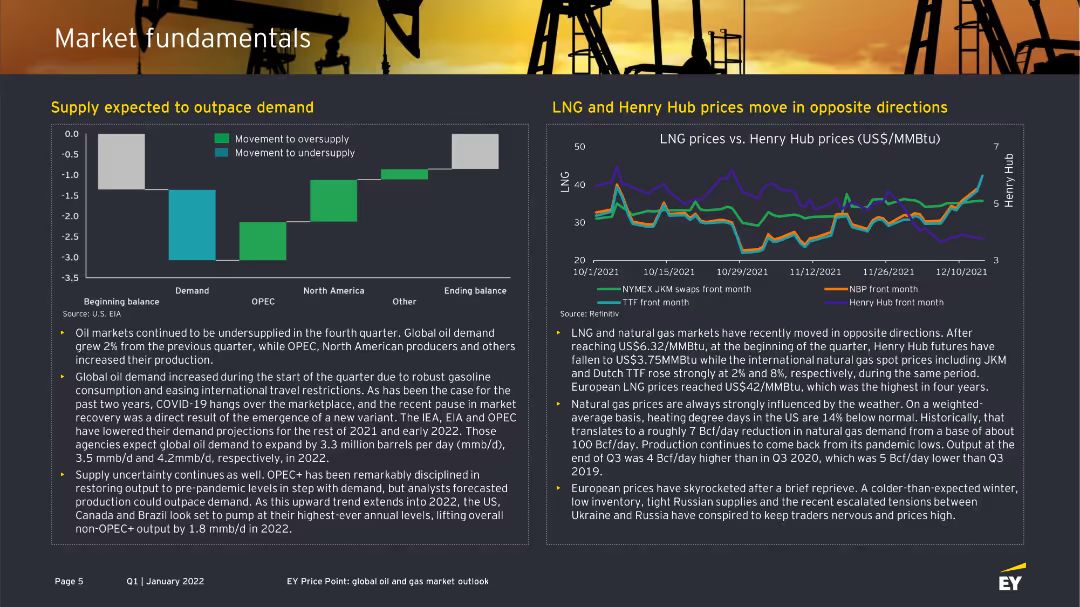 Market fundamentals
Supply expected to outpace demand
0.0
-0.5
-1.0
-1.5
-2.0
-2.5
-3.0
-3.5
Movement to oversupply
Movement to undersupply
Beginning balance
Demand
OPEC
North America
Other
Ending balance
Source: U.S. EIA
Oil markets continued to be undersupplied in the fourth quarter. Global oil demand
grew 2% from the previous quarter, while OPEC, North American producers and others
increased their production.
Global oil demand increased during the start of the quarter due to robust gasoline
consumption and easing international travel restrictions. As has been the case for the
past two years, COVID-19 hangs over the marketplace, and the recent pause in market
recovery was a direct result of the emergence of a new variant. The IEA, EIA and OPEC
have lowered their demand projections for the rest of 2021 and early 2022. Those
agencies expect global oil demand to expand by 3.3 million barrels per day (mmb/d),
3.5 mmb/d and 4.2mmb/d, respectively, in 2022.
Supply uncertainty continues as well. OPEC+ has been remarkably disciplined in
restoring output to pre-pandemic levels in step with demand, but analysts forecasted
production could outpace demand. As this upward trend extends into 2022, the US,
Canada and Brazil look set to pump at their highest-ever annual levels, lifting overall
non-OPEC+ output by 1.8 mmb/d in 2022.
LNG and Henry Hub prices move in opposite directions
LNG prices vs. Henry Hub prices (US$/MMBtu)
50
40
30
20
LNG
7
5
3
Henry Hub
10/1/2021
10/15/2021
10/29/2021
11/12/2021
11/26/2021
12/10/2021
NYMEX JKM swaps front month
NBP front month
TTF front month
Henry Hub front month
Source: Refinitiv
LNG and natural gas markets have recently moved in opposite directions. After
reaching US$6.32/MMBtu, at the beginning of the quarter, Henry Hub futures have
fallen to US$3.75MMBtu while the international natural gas spot prices including JKM
and Dutch TTF rose strongly at 2% and 8%, respectively, during the same period.
European LNG prices reached US$42/MMBtu, which was the highest in four years.
Natural gas prices are always strongly influenced by the weather. On a weighted-
average basis, heating degree days in the US are 14% below normal. Historically, that
translates to a roughly 7 Bcf/day reduction in natural gas demand from a base of about
100 Bcf/day. Production continues to come back from its pandemic lows. Output at the
end of Q3 was 4 Bcf/day higher than in Q3 2020, which was 5 Bcf/day lower than Q3
2019.
European prices have skyrocketed after a brief reprieve. A colder-than-expected winter,
low inventory, tight Russian supplies and the recent escalated tensions between
Ukraine and Russia have conspired to keep traders nervous and prices high.
Page 5
Q1 | January 2022
EY Price Point: global oil and gas market outlook
EY